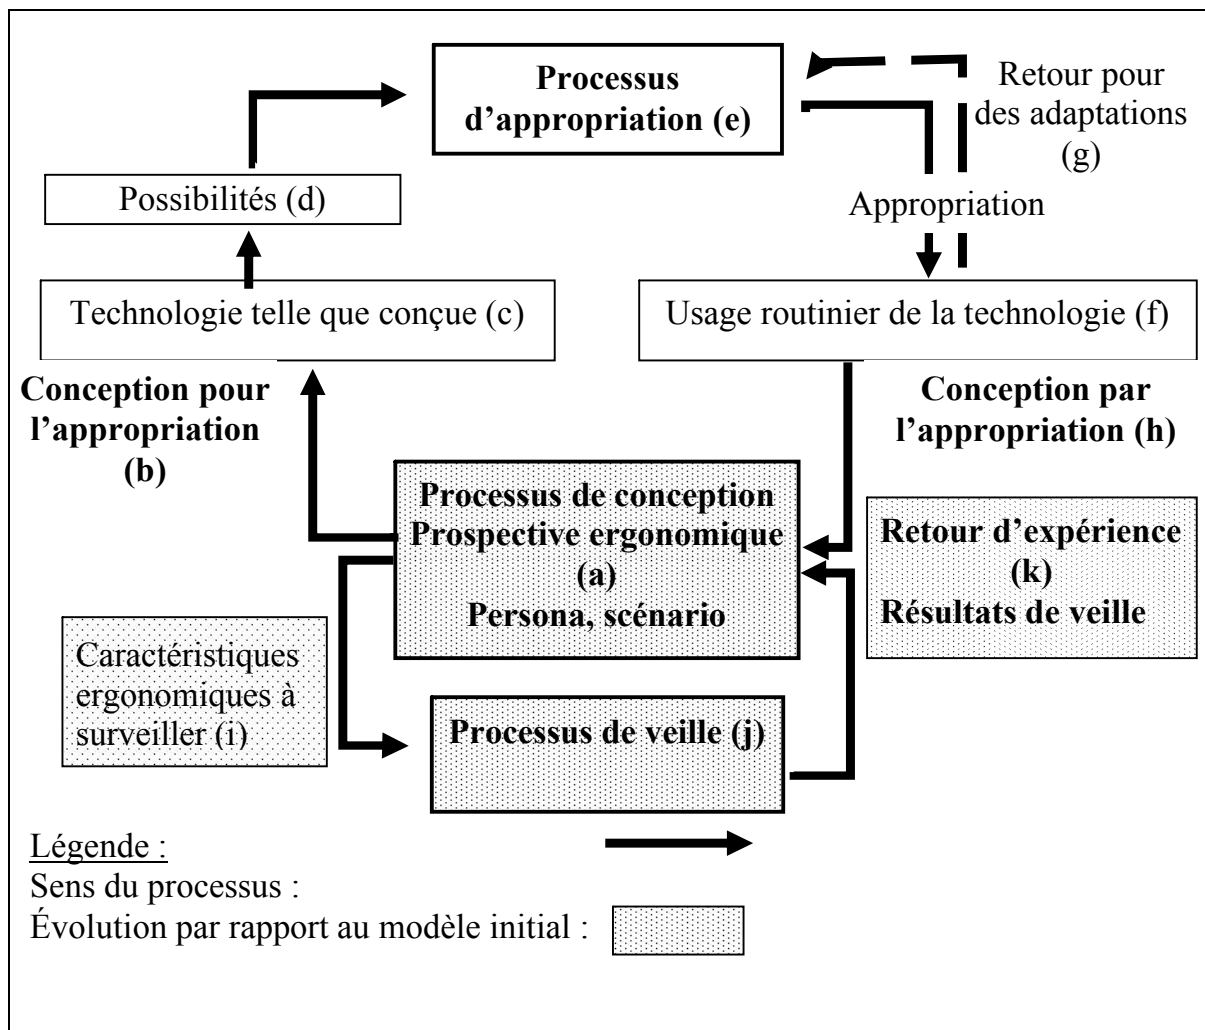 Processus
d’appropriation (e)
Retour pour
des adaptations
(g)
Possibilités (d)
Appropriation
Technologie telle que conçue (c)
Usage routinier de la technologie (f)
Conception pour
l’appropriation
(b)
Conception par
l’appropriation (h)
Processus de conception
Prospective ergonomique
(a)
Persona, scénario
Retour d’expérience
(k)
Résultats de veille
Caractéristiques
ergonomiques à
surveiller (i)
Processus de veille (j)
Légende :
Sens du processus :
Évolution par rapport au modèle initial :